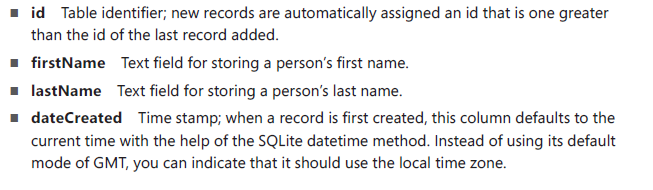 ■ id Table identifier; new records are automatically assigned an id that is one greater
than the id of the last record added.
■ firstName Text field for storing a person's first name.
■ lastName Text field for storing a person's last name.
■ dateCreated Time stamp; when a record is first created, this column defaults to the
current time with the help of the SQLite datetime method. Instead of using its default
mode of GMT, you can indicate that it should use the local time zone.